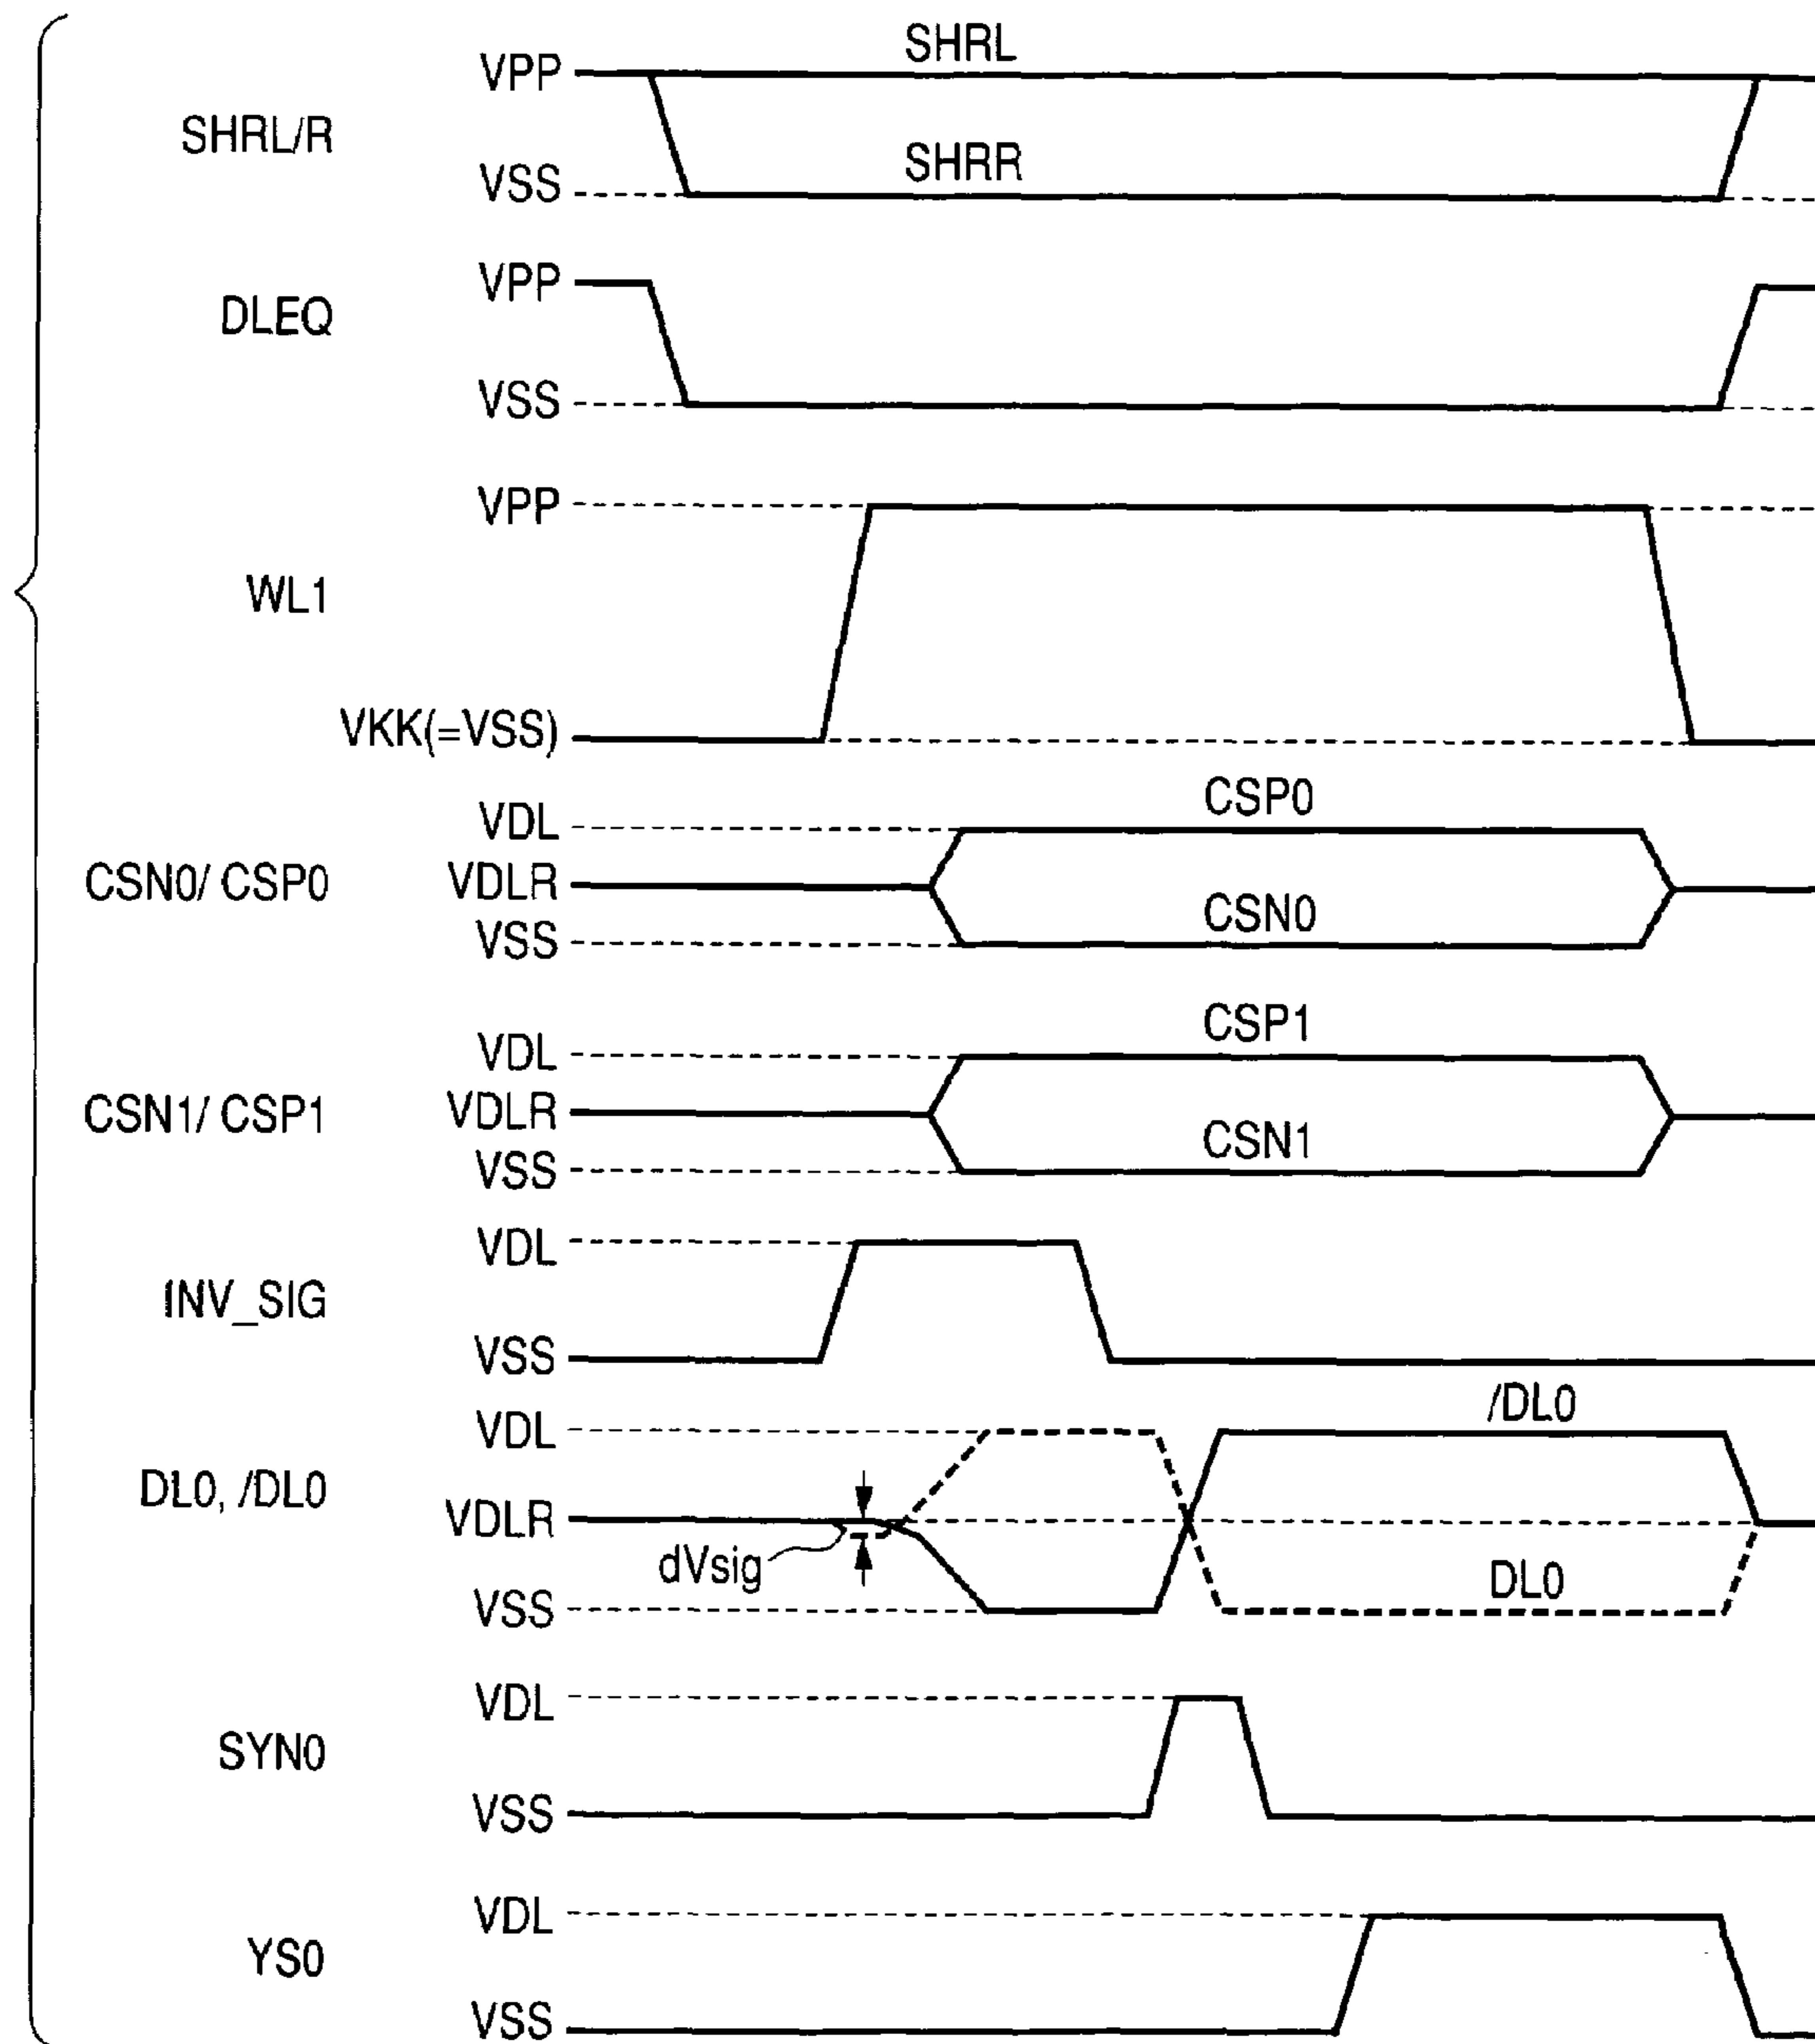 SHRL
VPP
SHRL/R
SHRR
VSS
VPP
DLEQ
VSS
VPP
WL1
VKK(=VSS)
CSP0
VDL
CSN0/ CSP0
VDLR
CSN0
VSS
CSP1
VDL
CSN1/ CSP1
VDLR
CSN1
VSS
VDL
INV_SIG
VSS
/DL0
VDL
DL0, /DL0
VDLR
dVsig
DL0
VSS
VDL
SYN0
VSS
VDL
YS0
VSS